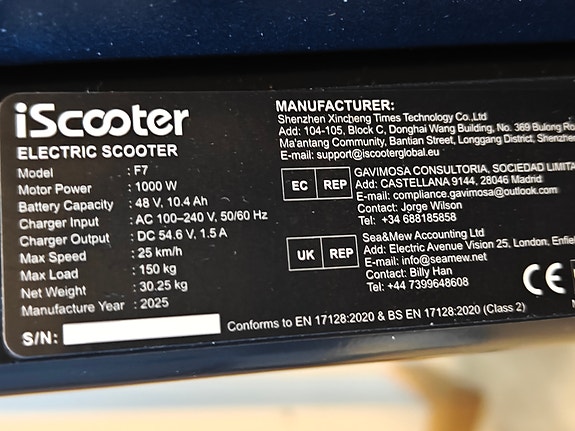 iScooter
ELECTRIC SCOOTER
Model : F7
Motor Power : 1000 W
Battery Capacity : 48 V, 10.4 Ah
Charger Input : AC 100–240 V, 50/60 Hz
Charger Output : DC 54.6 V, 1.5 A
Max Speed : 25 km/h
Max Load : 150 kg
Net Weight : 30.25 kg
Manufacture Year : 2025
S/N:
MANUFACTURER:
Shenzhen Xincheng Times Technology Co.,Ltd
Add: 104-105, Block C, Donghai Wang Building, No. 369 Bulong Ro
Ma'antang Community, Bantian Street, Longgang District, Shenzhe
E-mail: support@iscooterglobal.eu
EC REP
GAVIMOSA CONSULTORIA, SOCIEDAD LIMITA
Add: CASTELLANA 9144, 28046 Madrid
E-mail: compliance.gavimosa@outlook.com
Contact: Jorge Wilson
Tel: +34 688185858
UK REP
Sea&Mew Accounting Ltd
Add: Electric Avenue Vision 25, London, Enfie
E-mail: info@seamew.net
Contact: Billy Han
Tel: +44 7399648608
CE
Conforms to EN 17128:2020 & BS EN 17128:2020 (Class 2)